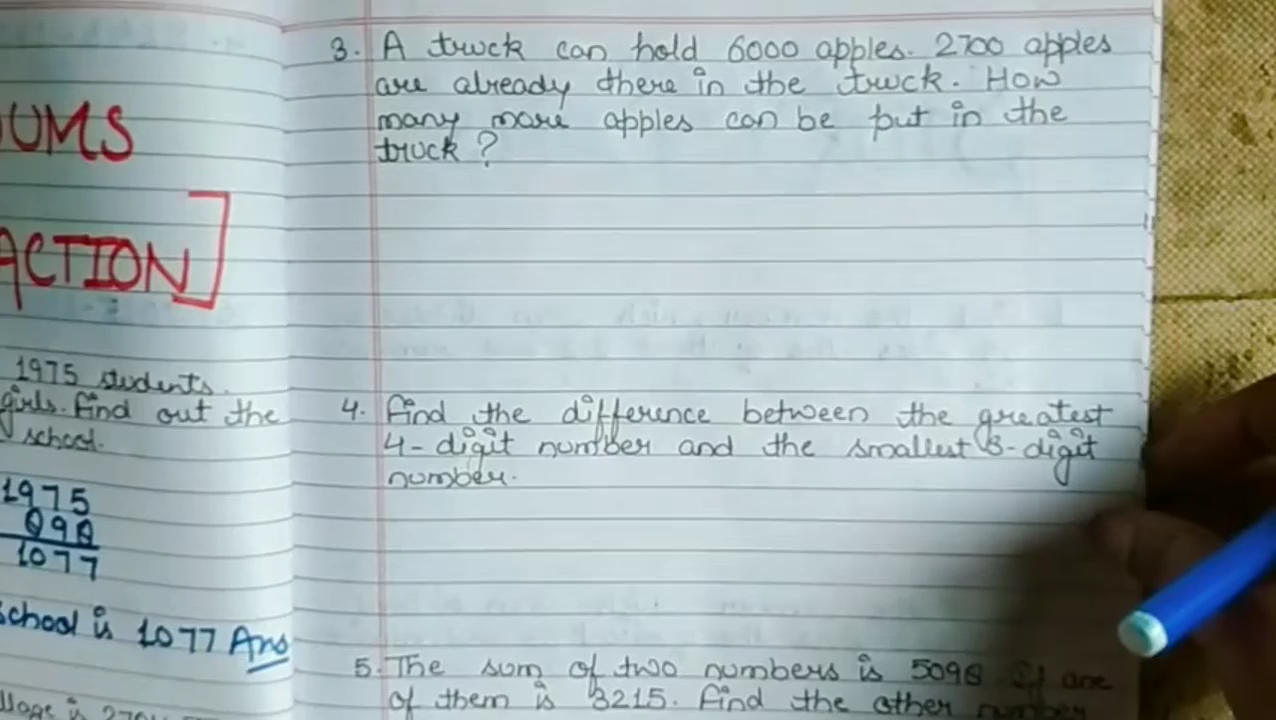 UMS
ACTION]
1975 students.
girls. Find out the
school.
1975
898
1077
school is 1077 Ans
3. A truck can hold 6000 apples. 2700 apples
are already there in the truck. How
many more apples can be put in the
truck?
4. Find the difference between the greatest
4-digit number and the smallest 3-digit
number.
5. The sum of two numbers is 5098 if one
of them is 3215. Find the other number